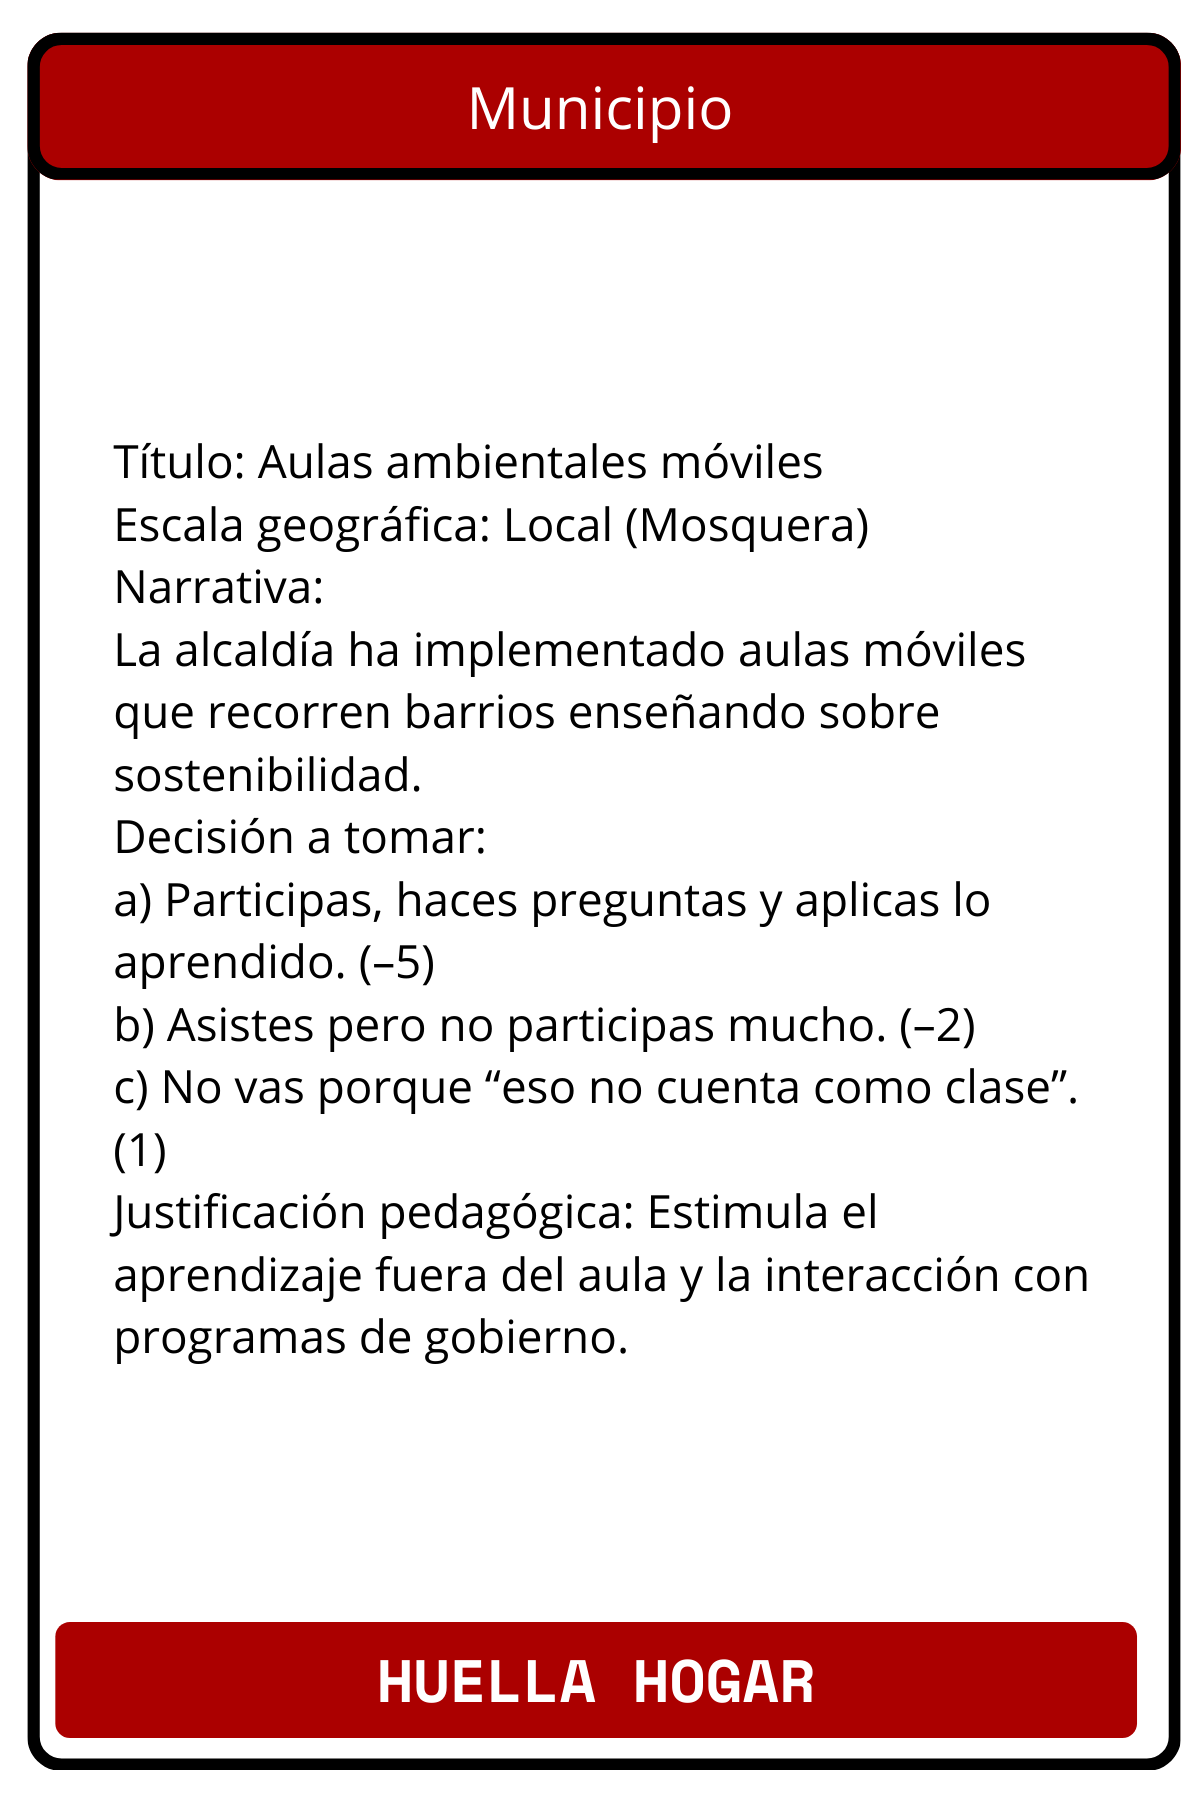 Municipio
Título: Aulas ambientales móviles
Escala geográfica: Local (Mosquera)
Narrativa:
La alcaldía ha implementado aulas móviles
que recorren barrios enseñando sobre
sostenibilidad.
Decisión a tomar:
a) Participas, haces preguntas y aplicas lo
aprendido. (–5)
b) Asistes pero no participas mucho. (–2)
c) No vas porque “eso no cuenta como clase”.
(1)
Justificación pedagógica: Estimula el
aprendizaje fuera del aula y la interacción con
programas de gobierno.
HUELLA HOGAR